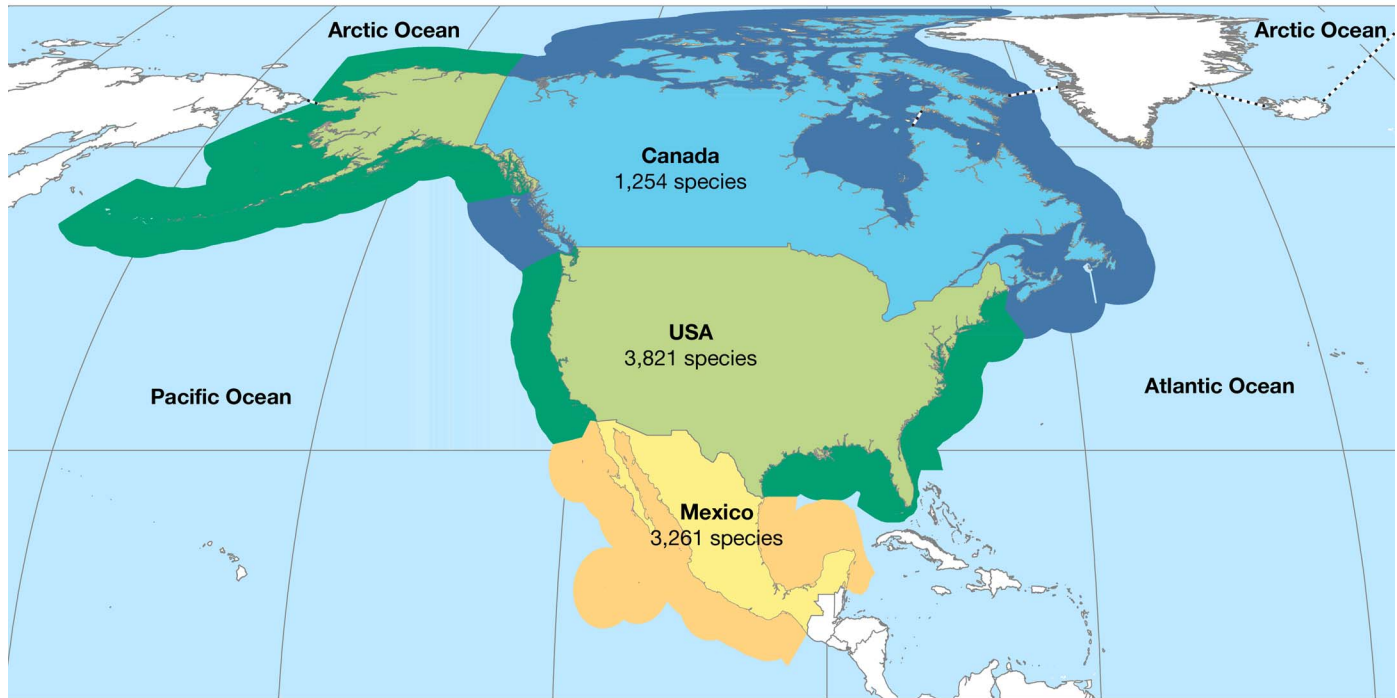 Arctic Ocean
Arctic Ocean
Canada
1,254 species
USA
3,821 species
Pacific Ocean
Atlantic Ocean
Mexico
3,261 species